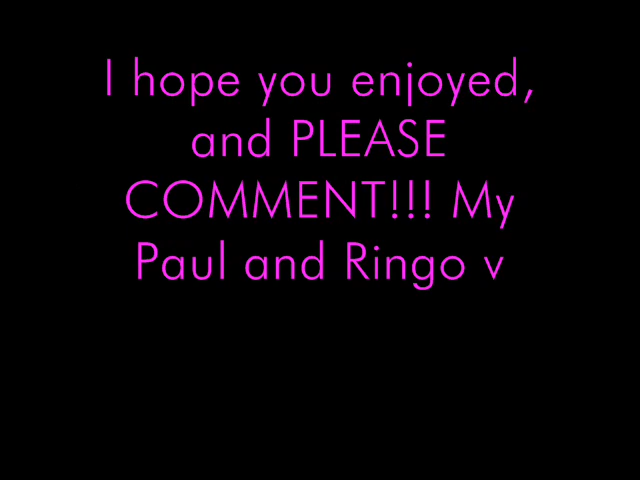 I hope you enjoyed,
and PLEASE
COMMENT!!! My
Paul and Ringo v